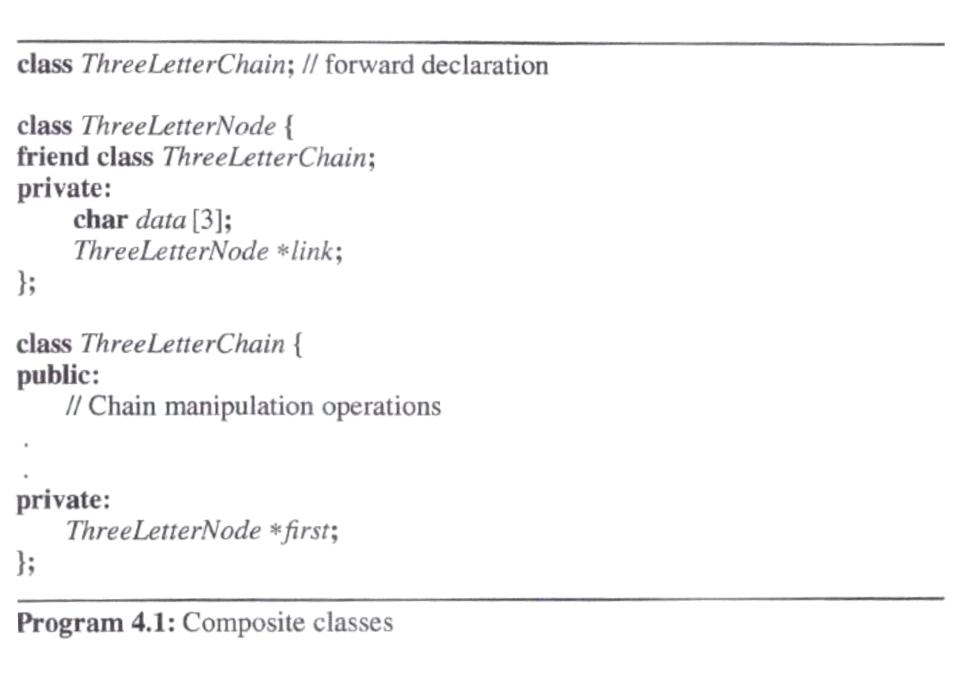 class ThreeLetterChain; // forward declaration
class ThreeLetterNode {
friend class ThreeLetterChain;
private:
char data [3];
ThreeLetterNode *link;
};
class ThreeLetterChain {
public:
// Chain manipulation operations
.
.
private:
ThreeLetterNode *first;
};
Program 4.1: Composite classes